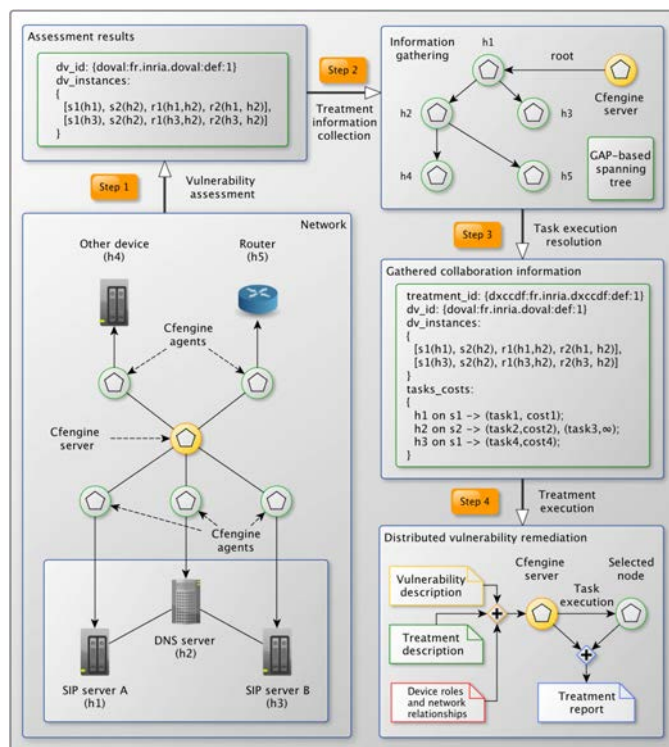 Assessment results
dv_id: {doval:fr.inria.doval:def:1}
dv_instances:
{
[s1(h1), s2(h2), r1(h1,h2), r2(h1, h2)],
[s1(h3), s2(h2), r1(h3,h2), r2(h3, h2)]
}
Step 2
Treatment
information
collection
Information
gathering
h1
root
Cfengine
server
h2
h3
h4
h5
GAP-based
spanning
tree
Step 1
Vulnerability
assessment
Step 3
Task execution
resolution
Network
Other device
(h4)
Router
(h5)
Cfengine
agents
Cfengine
server
Cfengine
agents
DNS server
(h2)
SIP server A
(h1)
SIP server B
(h3)
Gathered collaboration information
treatment_id: {dxccdf:fr.inria.dxccdf:def:1}
dv_id: {doval:fr.inria.doval:def:1}
dv_instances:
{
[s1(h1), s2(h2), r1(h1,h2), r2(h1, h2)],
[s1(h3), s2(h2), r1(h3,h2), r2(h3, h2)]
}
tasks_costs:
{
h1 on s1 -> (task1, cost1);
h2 on s2 -> (task2,cost2), (task3,∞);
h3 on s1 -> (task4,cost4);
}
Step 4
Treatment
execution
Distributed vulnerability remediation
Vulnerability
description
Cfengine
server
Selected
node
Task
execution
Treatment
description
Device roles
and network
relationships
Treatment
report